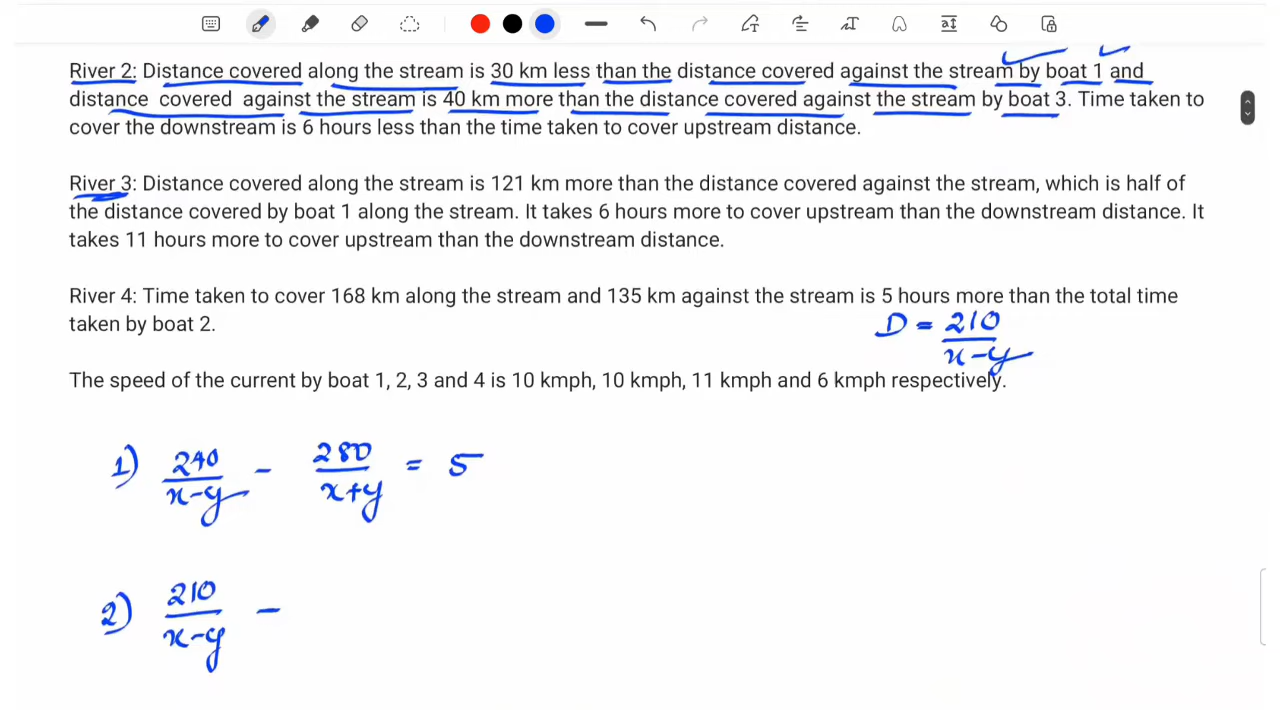 River 2: Distance covered along the stream is 30 km less than the distance covered against the stream by boat 1 and
distance covered against the stream is 40 km more than the distance covered against the stream by boat 3. Time taken to
cover the downstream is 6 hours less than the time taken to cover upstream distance.
River 3: Distance covered along the stream is 121 km more than the distance covered against the stream, which is half of
the distance covered by boat 1 along the stream. It takes 6 hours more to cover upstream than the downstream distance. It
takes 11 hours more to cover upstream than the downstream distance.
River 4: Time taken to cover 168 km along the stream and 135 km against the stream is 5 hours more than the total time
taken by boat 2.
D = 210
x-y
The speed of the current by boat 1, 2, 3 and 4 is 10 kmph, 10 kmph, 11 kmph and 6 kmph respectively.
1) 240 - 280 = 5
x-y x+y
2) 210 -
x-y